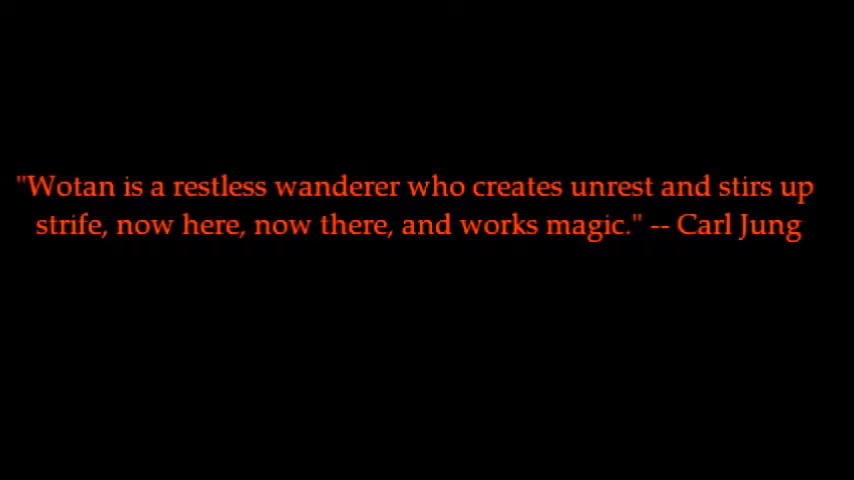 "Wotan is a restless wanderer who creates unrest and stirs up
strife, now here, now there, and works magic." -- Carl Jung